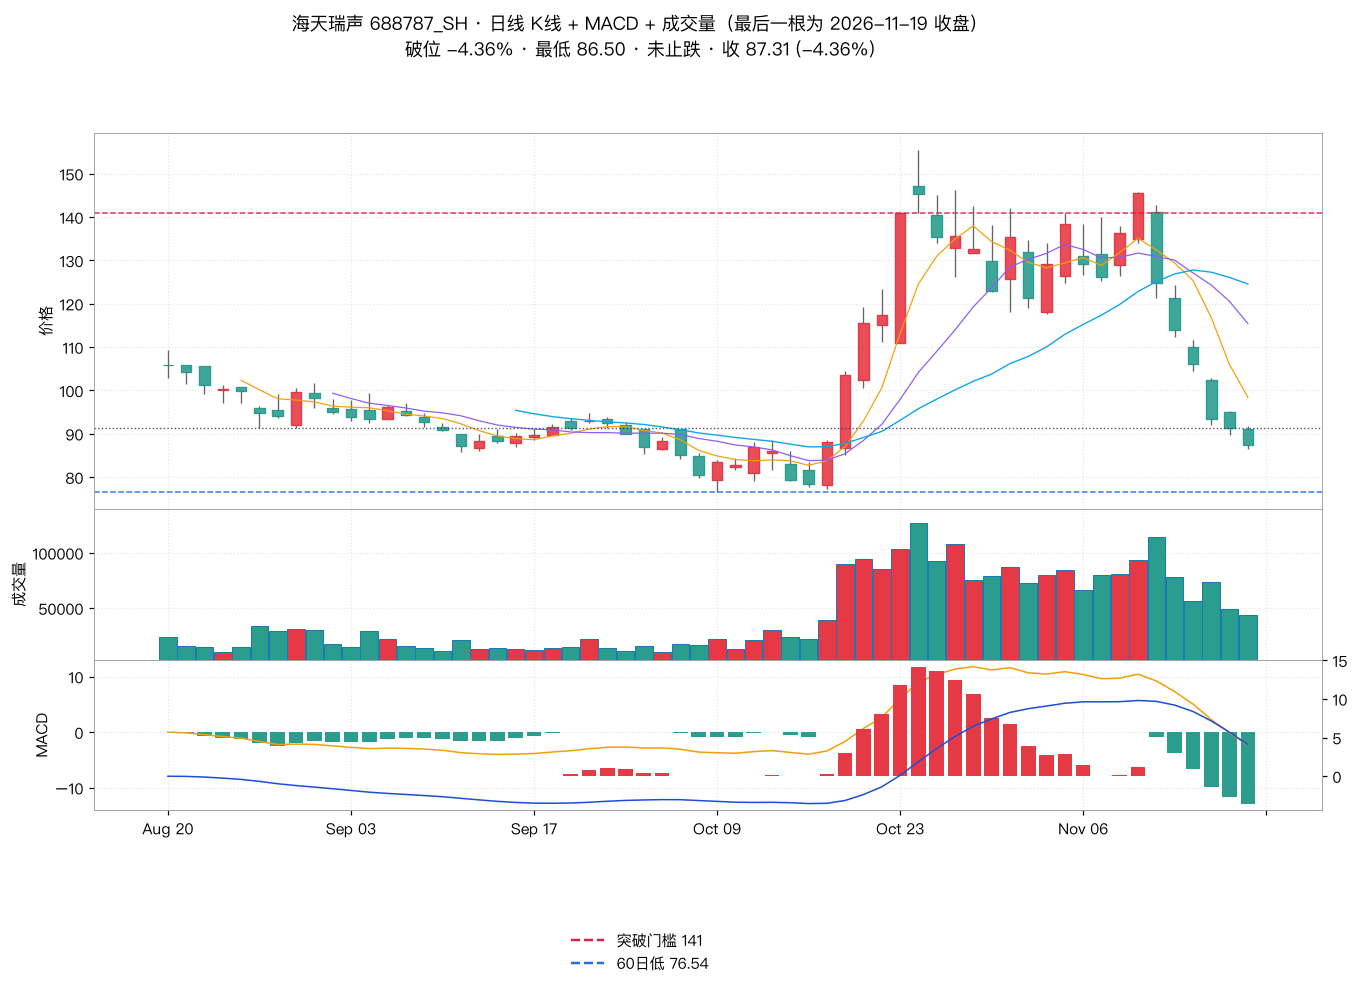 海天瑞声 688787_SH · 日线 K线 + MACD + 成交量（最后一根为 2026-11-19 收盘）
破位 -4.36% · 最低 86.50 · 未止跌 · 收 87.31 (-4.36%)
价格
150
140
130
120
110
100
90
80
成交量
100000
50000
MACD
10
0
-10
15
10
5
0
Aug 20
Sep 03
Sep 17
Oct 09
Oct 23
Nov 06
突破门槛 141
60日低 76.54